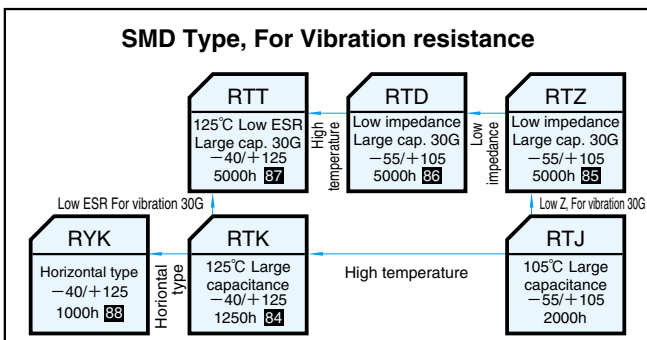 SMD Type, For Vibration resistance
RTT
125℃ Low ESR
Large cap. 30G
−40/+125
5000h 87
High
temperature
RTD
Low impedance
Large cap. 30G
−55/+105
5000h 86
Low
impedance
RTZ
Low impedance
Large cap. 30G
−55/+105
5000h 85
Low ESR For vibration 30G
Low Z, For vibration 30G
RYK
Horizontal type
−40/+125
1000h 88
Horiontal
type
RTK
125℃ Large
capacitance
−40/+125
1250h 84
High temperature
RTJ
105℃ Large
capacitance
−55/+105
2000h